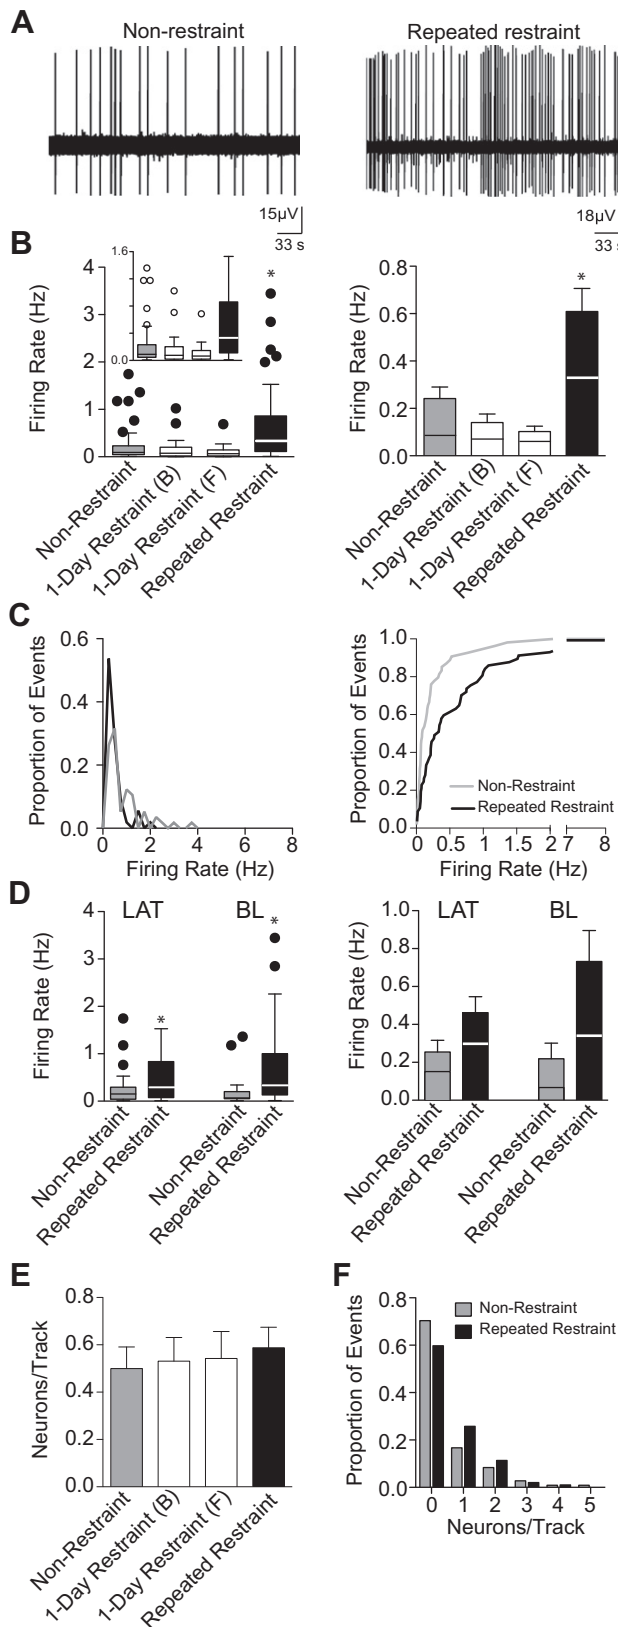 A
Non-restraint
Repeated restraint
15µV
33 s
18µV
33 s
B
Firing Rate (Hz)
4
3
2
1
0
1.6
0.0
*
Non-Restraint
1-Day Restraint (B)
1-Day Restraint (F)
Repeated Restraint
Firing Rate (Hz)
0.8
0.6
0.4
0.2
0.0
*
Non-Restraint
1-Day Restraint (B)
1-Day Restraint (F)
Repeated Restraint
C
Proportion of Events
0.6
0.4
0.2
0.0
0 2 4 6 8
Firing Rate (Hz)
Proportion of Events
1.0
0.8
0.6
0.4
0.2
0.0
Non-Restraint
Repeated Restraint
0 0.5 1 1.5 2 7 8
Firing Rate (Hz)
D
Firing Rate (Hz)
LAT BL
4
3
2
1
0
*
*
Non-Restraint
Repeated Restraint
Non-Restraint
Repeated Restraint
Firing Rate (Hz)
LAT BL
1.0
0.8
0.6
0.4
0.2
0.0
Non-Restraint
Repeated Restraint
Non-Restraint
Repeated Restraint
E
Neurons/Track
0.8
0.6
0.4
0.2
0.0
Non-Restraint
1-Day Restraint (B)
1-Day Restraint (F)
Repeated Restraint
F
Proportion of Events
0.8
0.6
0.4
0.2
0.0
Non-Restraint
Repeated Restraint
0 1 2 3 4 5
Neurons/Track